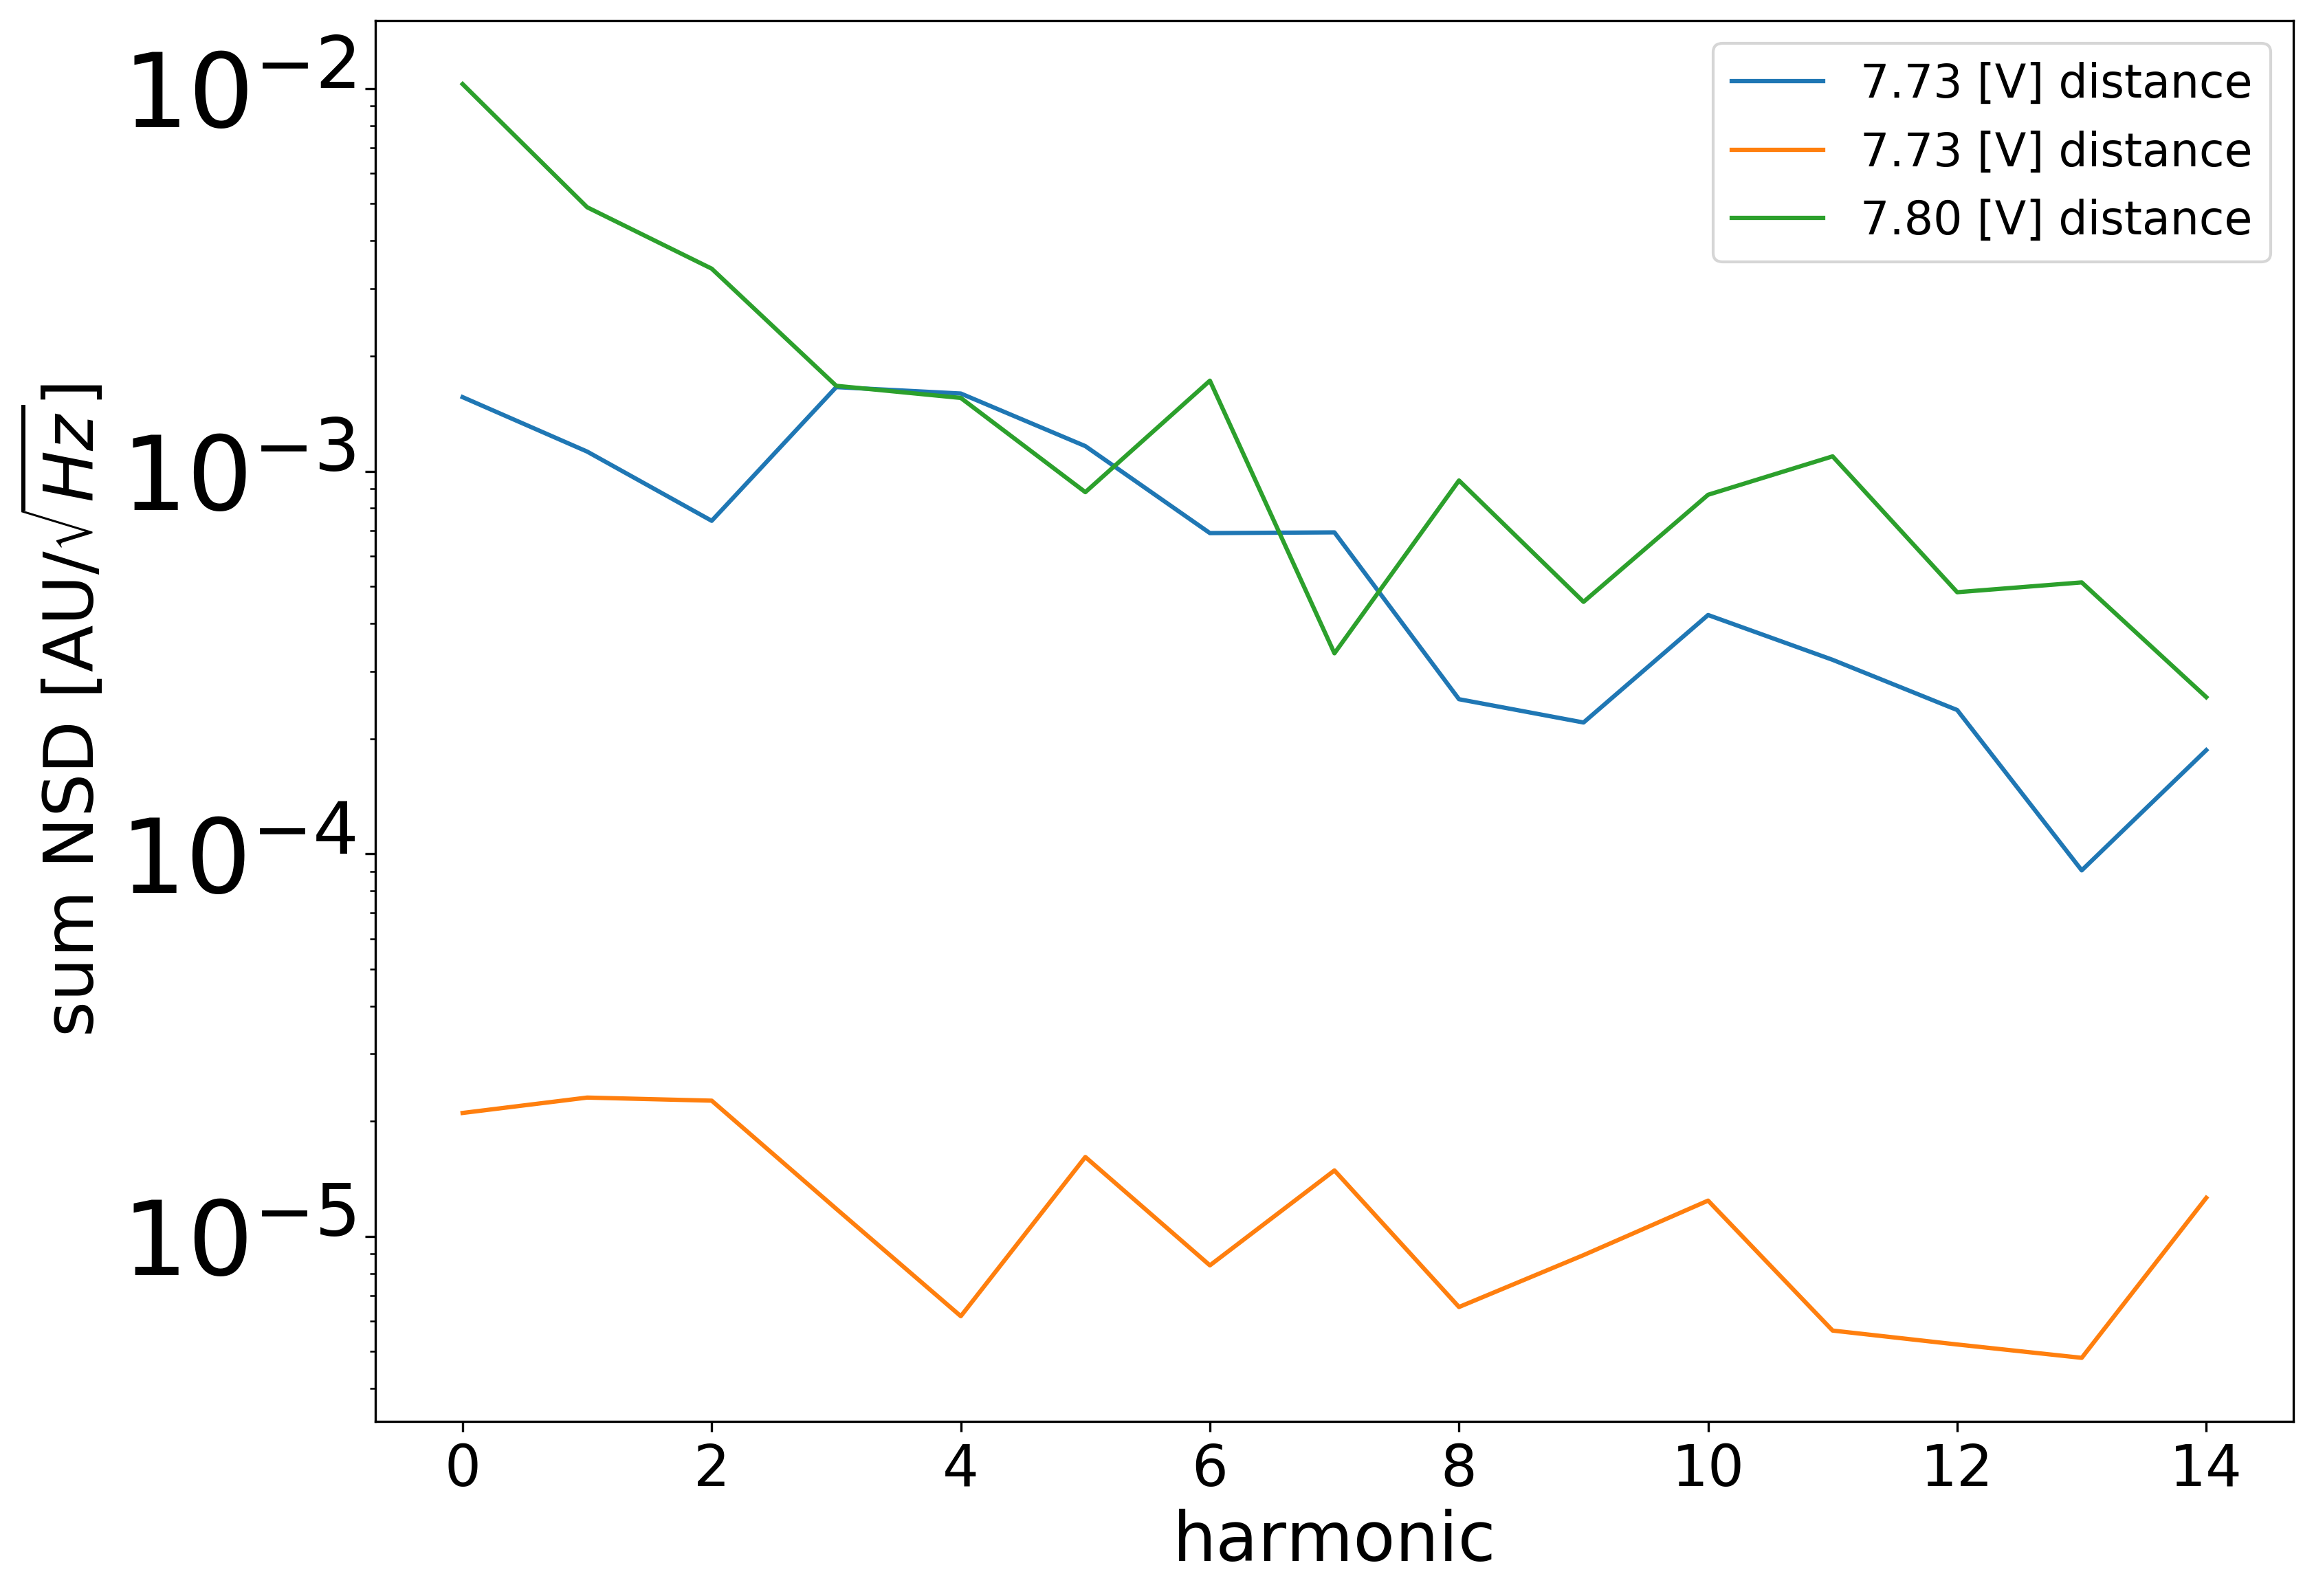 sum NSD [AU/√Hz]
10⁻²
10⁻³
10⁻⁴
10⁻⁵
7.73 [V] distance
7.73 [V] distance
7.80 [V] distance
0 2 4 6 8 10 12 14
harmonic